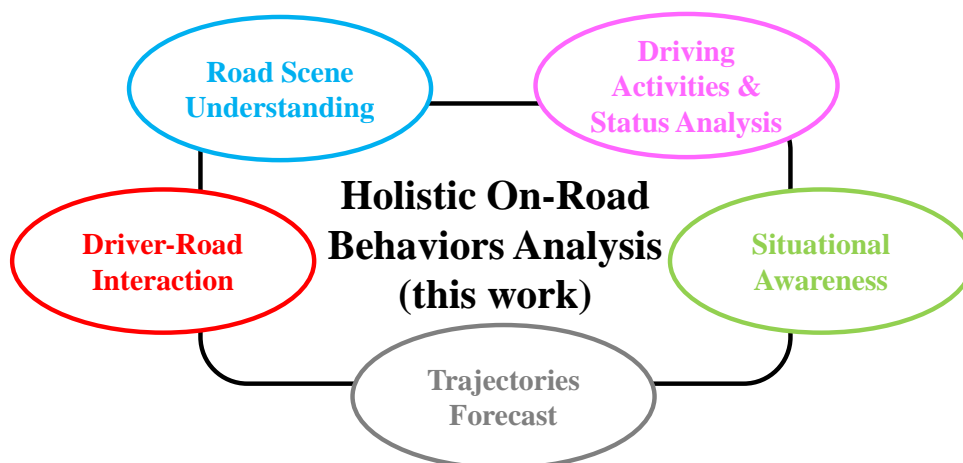 Road Scene
Understanding
Driving
Activities &
Status Analysis
Holistic On-Road
Behaviors Analysis
(this work)
Driver-Road
Interaction
Situational
Awareness
Trajectories
Forecast